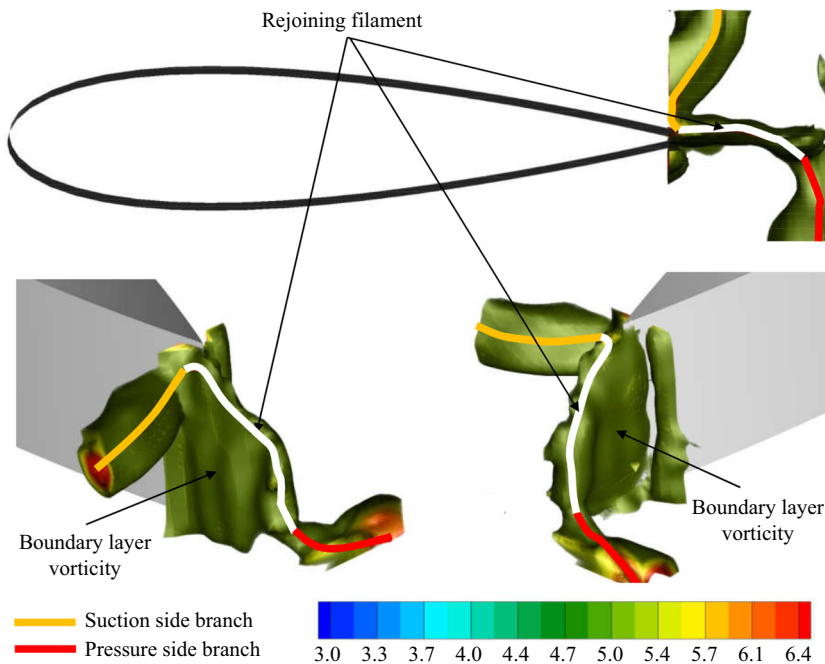 Rejoining filament
Boundary layer
vorticity
Boundary layer
vorticity
Suction side branch
Pressure side branch
3.0 3.3 3.7 4.0 4.4 4.7 5.0 5.4 5.7 6.1 6.4